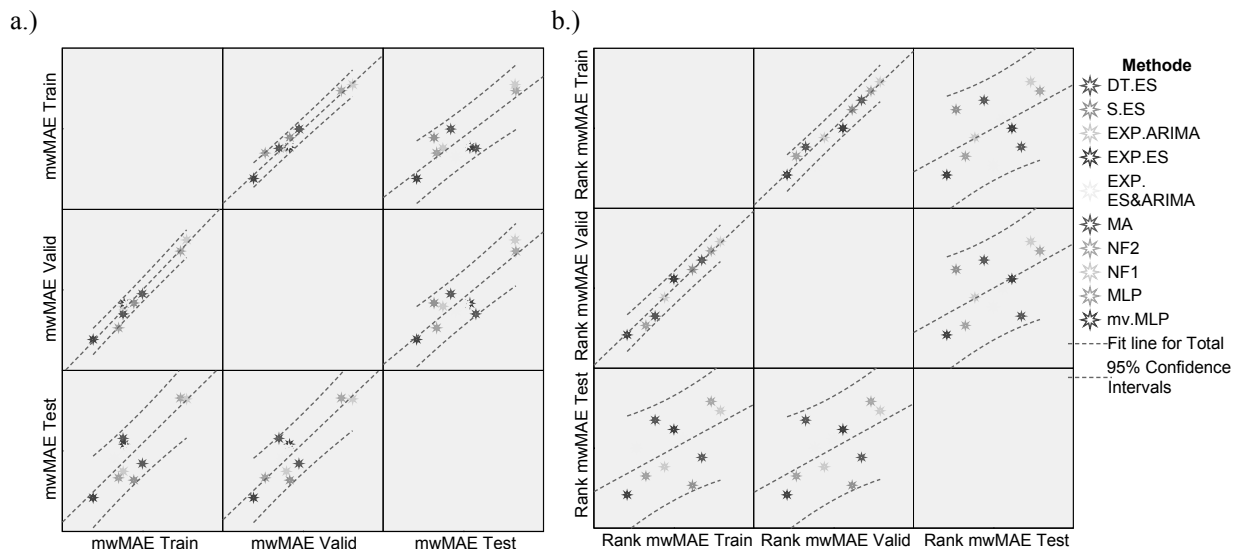 a.)
mwMAE Train
mwMAE Valid
mwMAE Test
mwMAE Train
mwMAE Valid
mwMAE Test
b.)
Rank mwMAE Train
Rank mwMAE Valid
Rank mwMAE Test
Rank mwMAE Train
Rank mwMAE Valid
Rank mwMAE Test
Methode
DT.ES
S.ES
EXP.ARIMA
EXP.ES
EXP.
ES&ARIMA
MA
NF2
NF1
MLP
mv.MLP
Fit line for Total
95% Confidence
Intervals